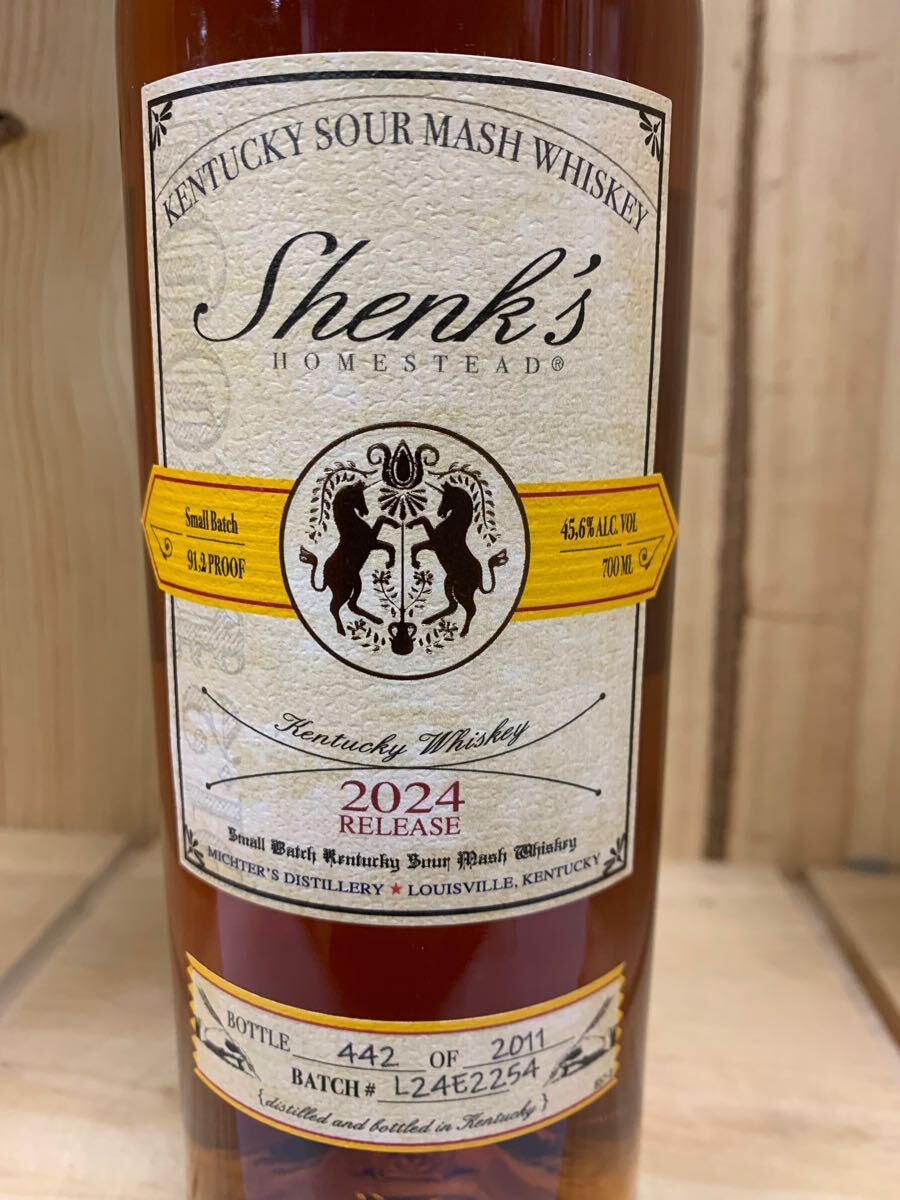 KENTUCKY SOUR MASH WHISKEY
Shenk's
HOMESTEAD®
Small Batch
91,2 PROOF
45,6% ALC. VOL
700 ML
Kentucky Whiskey
2024
RELEASE
Small Batch Kentucky Sour Mash Whiskey
MICHTER'S DISTILLERY ★ LOUISVILLE, KENTUCKY
BOTTLE 442 OF 2011
BATCH # L24E2254
{distilled and bottled in Kentucky}